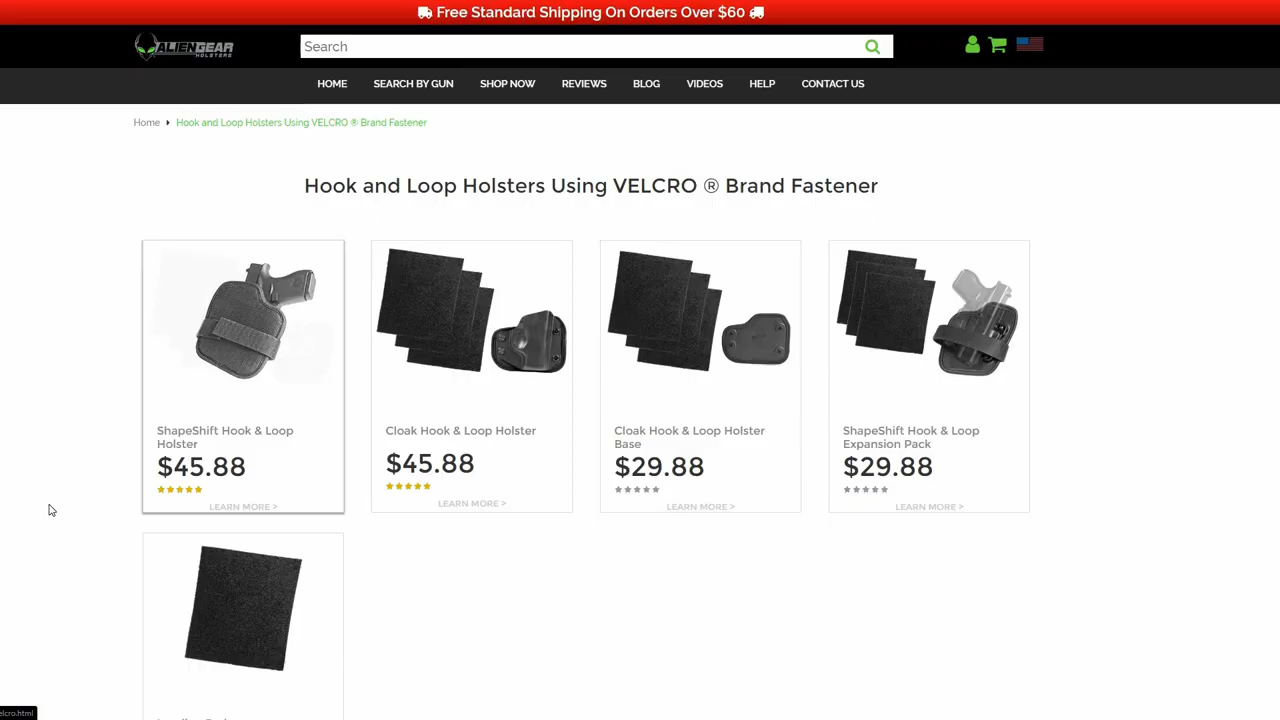 Free Standard Shipping On Orders Over $60
ALIENGEAR
HOLSTERS
Search
HOME SEARCH BY GUN SHOP NOW REVIEWS BLOG VIDEOS HELP CONTACT US
Home Hook and Loop Holsters Using VELCRO ® Brand Fastener
Hook and Loop Holsters Using VELCRO ® Brand Fastener
ShapeShift Hook & Loop
Holster
$45.88
LEARN MORE >
Cloak Hook & Loop Holster
$45.88
LEARN MORE >
Cloak Hook & Loop Holster
Base
$29.88
LEARN MORE >
ShapeShift Hook & Loop
Expansion Pack
$29.88
LEARN MORE >
elcro.html